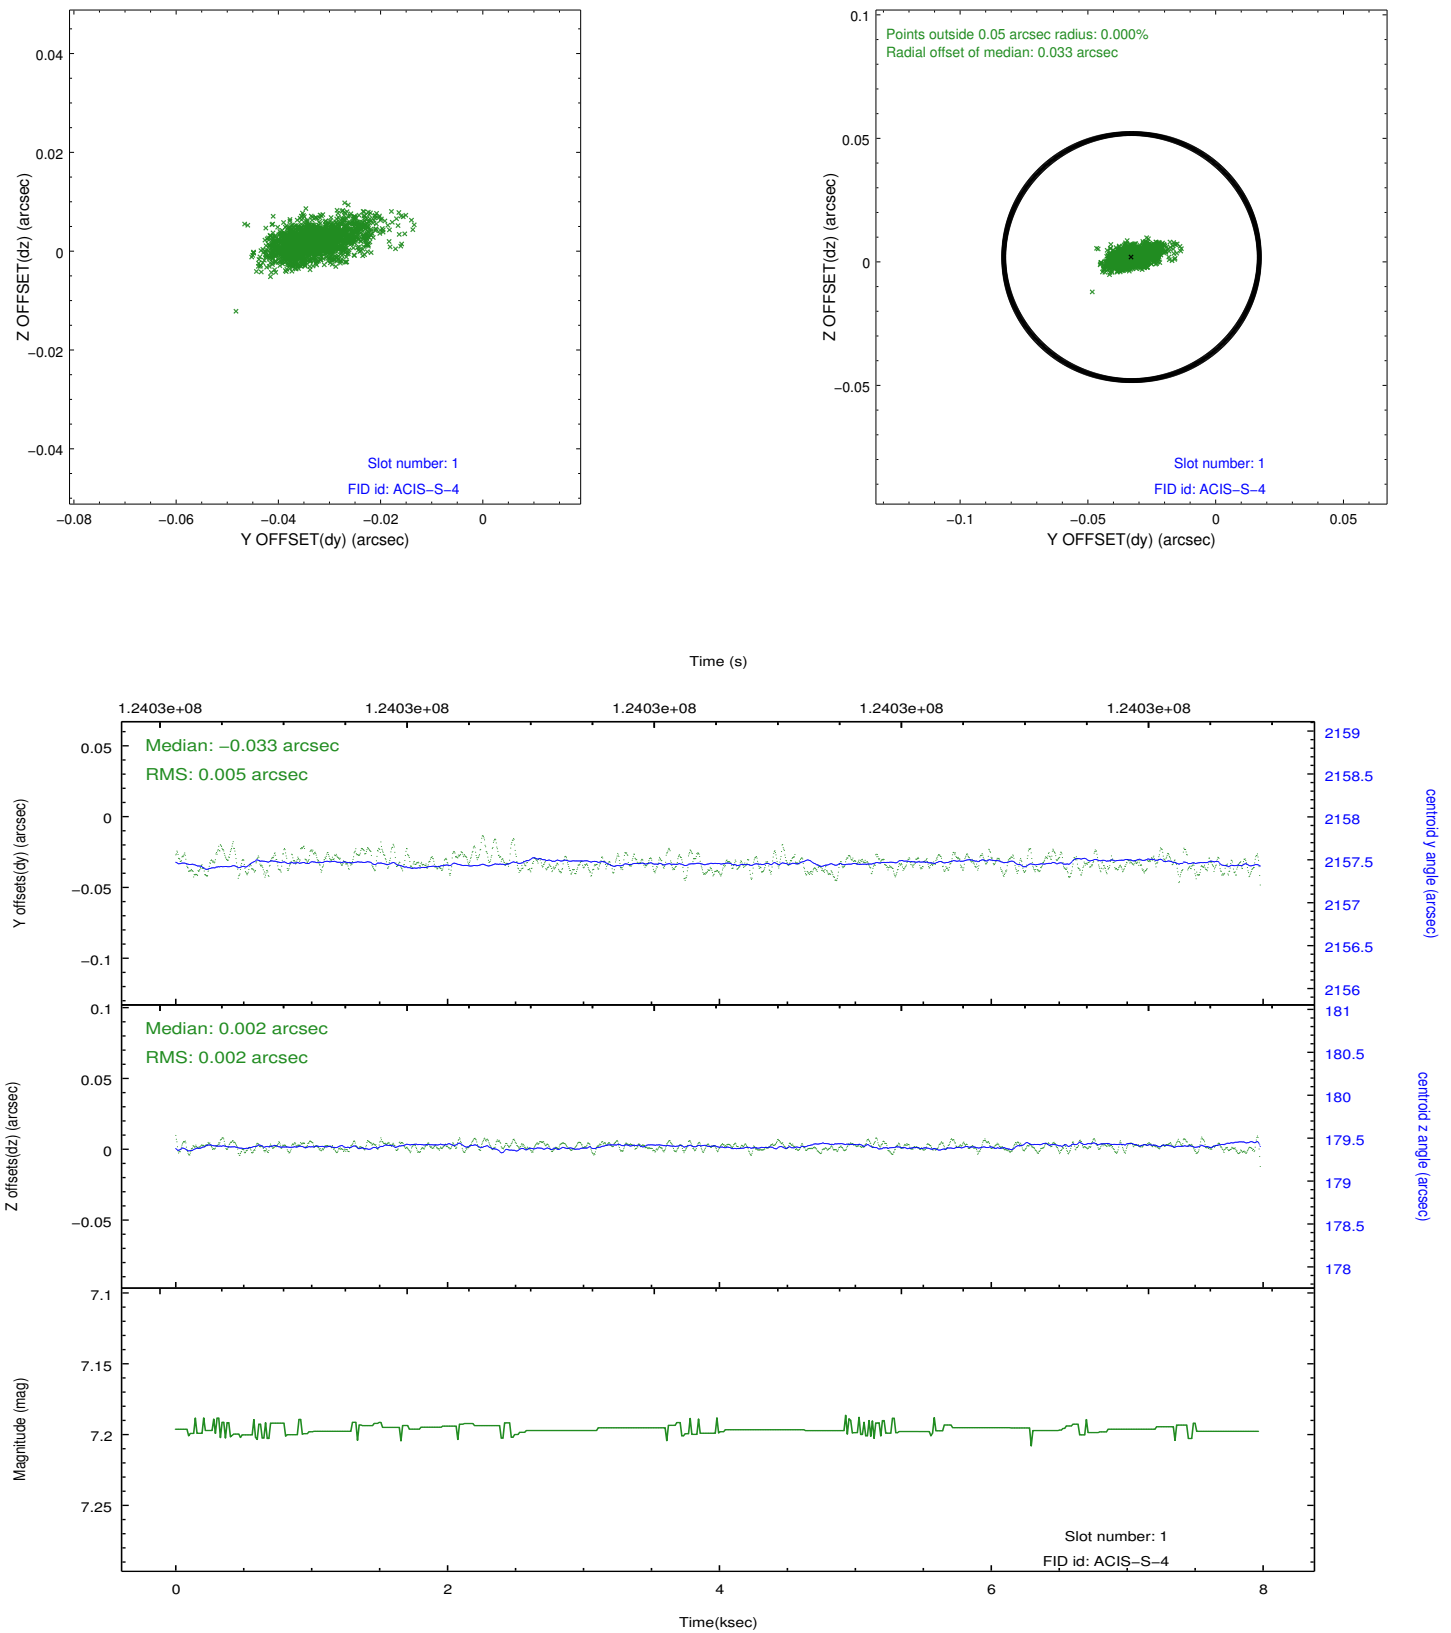 0.04
0.02
0
−0.02
−0.04
Z OFFSET(dz) (arcsec)
Slot number: 1
FID id: ACIS−S−4
−0.08 −0.06 −0.04 −0.02 0
Y OFFSET(dy) (arcsec)
Points outside 0.05 arcsec radius: 0.000%
Radial offset of median: 0.033 arcsec
0.1
0.05
0
−0.05
Z OFFSET(dz) (arcsec)
Slot number: 1
FID id: ACIS−S−4
−0.1 −0.05 0 0.05
Y OFFSET(dy) (arcsec)
Time (s)
1.2403e+08 1.2403e+08 1.2403e+08 1.2403e+08 1.2403e+08
Median: −0.033 arcsec
RMS: 0.005 arcsec
0.05
0
−0.05
−0.1
Y offsets(dy) (arcsec)
2159
2158.5
2158
2157.5
2157
2156.5
2156
centroid y angle (arcsec)
Median: 0.002 arcsec
RMS: 0.002 arcsec
0.1
0.05
0
−0.05
Z offsets(dz) (arcsec)
181
180.5
180
179.5
179
178.5
178
centroid z angle (arcsec)
7.1
7.15
7.2
7.25
Magnitude (mag)
Slot number: 1
FID id: ACIS−S−4
0 2 4 6 8
Time(ksec)